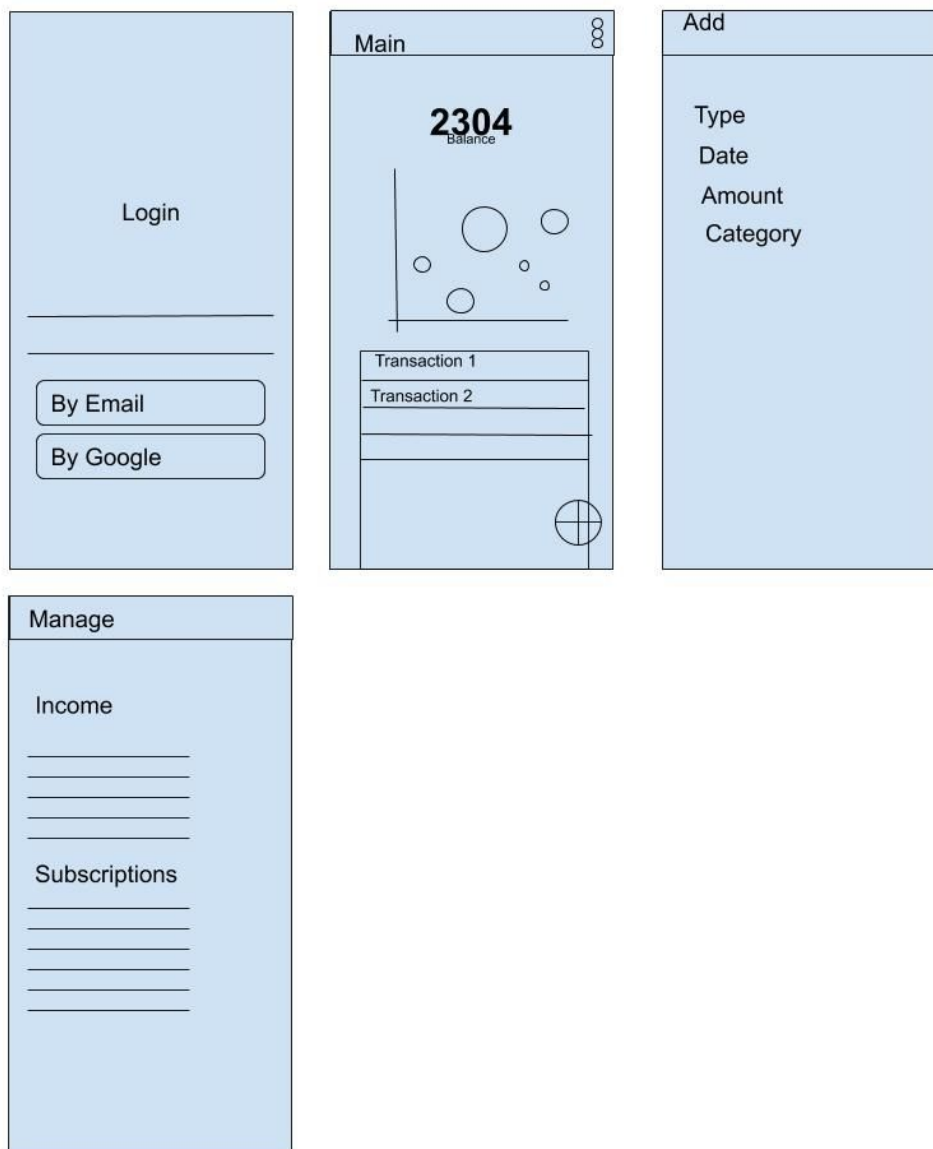 Login
By Email
By Google
Main
2304
Balance
Transaction 1
Transaction 2
Add
Type
Date
Amount
Category
Manage
Income
Subscriptions